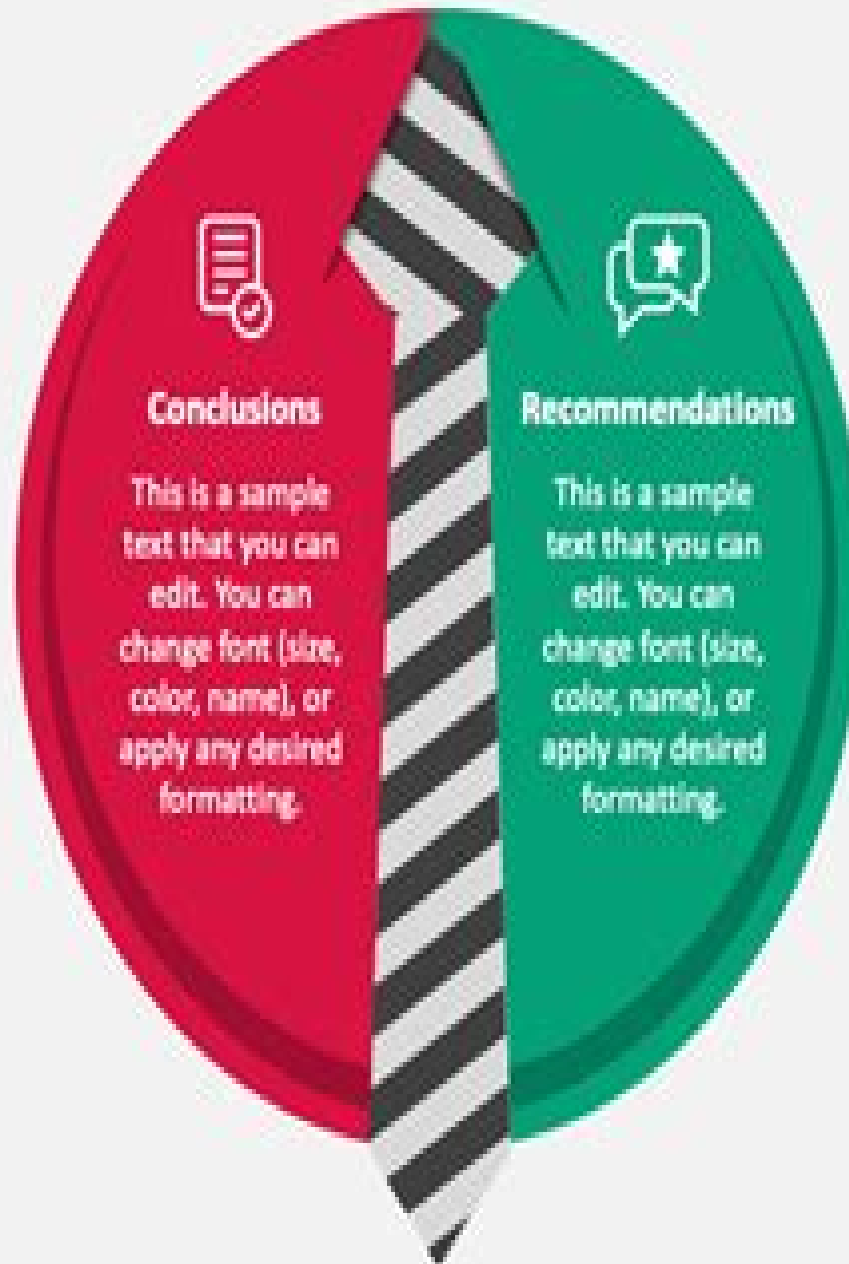 Conclusions
This is a sample
text that you can
edit. You can
change font (size,
color, name), or
apply any desired
formatting.
Recommendations
This is a sample
text that you can
edit. You can
change font (size,
color, name), or
apply any desired
formatting.